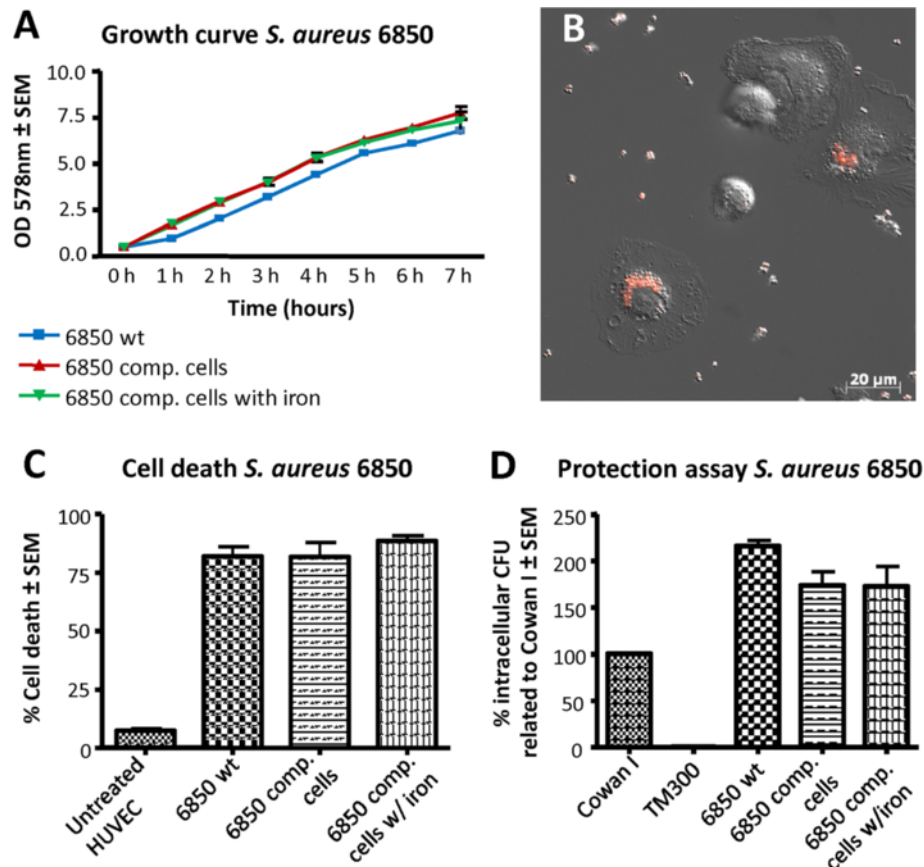 A
Growth curve S. aureus 6850
OD 578nm ± SEM
10.0
7.5
5.0
2.5
0.0
0 h 1 h 2 h 3 h 4 h 5 h 6 h 7 h
Time (hours)
6850 wt
6850 comp. cells
6850 comp. cells with iron
B
20 µm
C
Cell death S. aureus 6850
% Cell death ± SEM
100
75
50
25
0
Untreated
HUVEC
6850 wt
6850 comp.
cells
6850 comp.
cells w/ iron
D
Protection assay S. aureus 6850
% intracellular CFU
related to Cowan I ± SEM
250
200
150
100
50
0
Cowan I
TM300
6850 wt
6850 comp.
cells
6850 comp.
cells w/iron